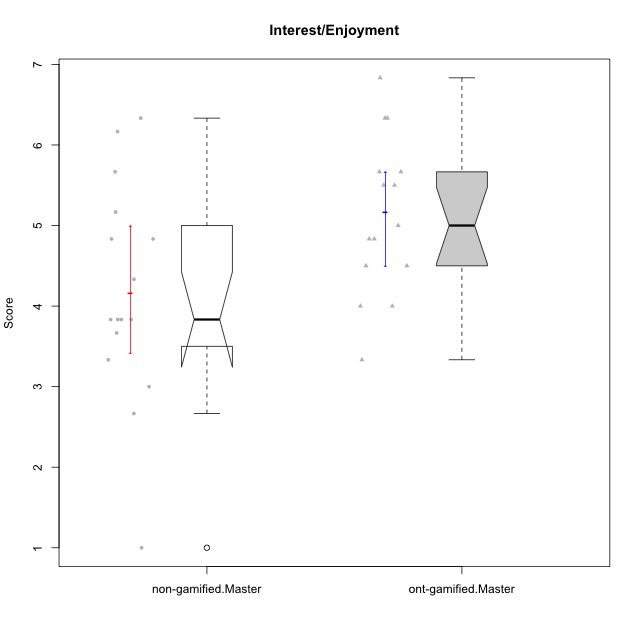 Interest/Enjoyment
Score
7
6
5
4
3
2
1
non-gamified.Master
ont-gamified.Master